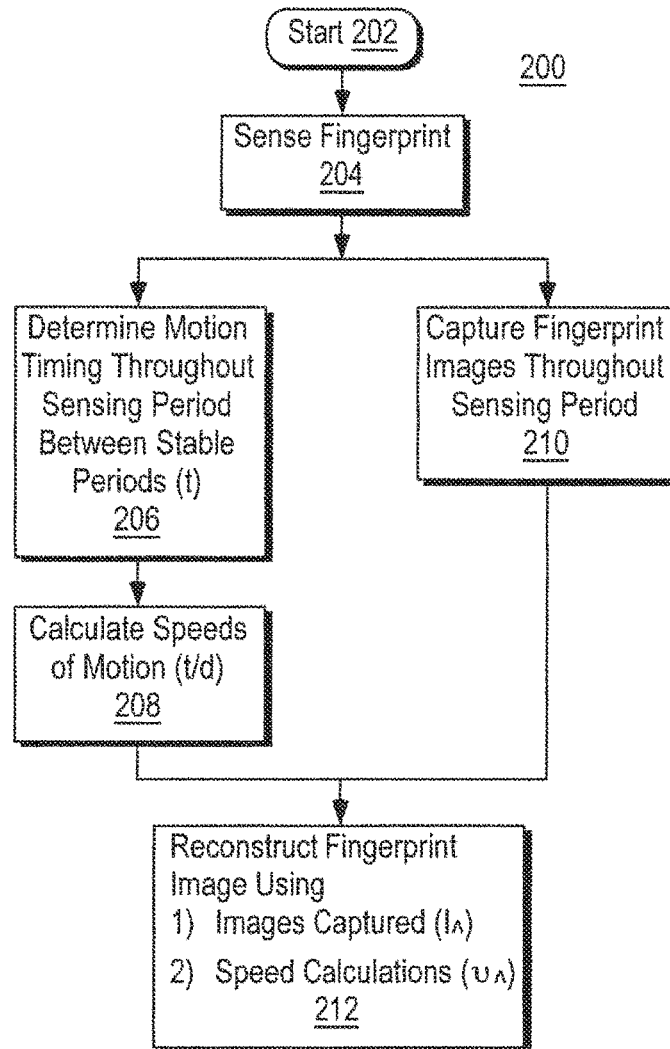 Start 202
200
Sense Fingerprint
204
Determine Motion
Timing Throughout
Sensing Period
Between Stable
Periods (t)
206
Capture Fingerprint
Images Throughout
Sensing Period
210
Calculate Speeds
of Motion (t/d)
208
Reconstruct Fingerprint
Image Using
1) Images Captured (I∧)
2) Speed Calculations (υ∧)
212